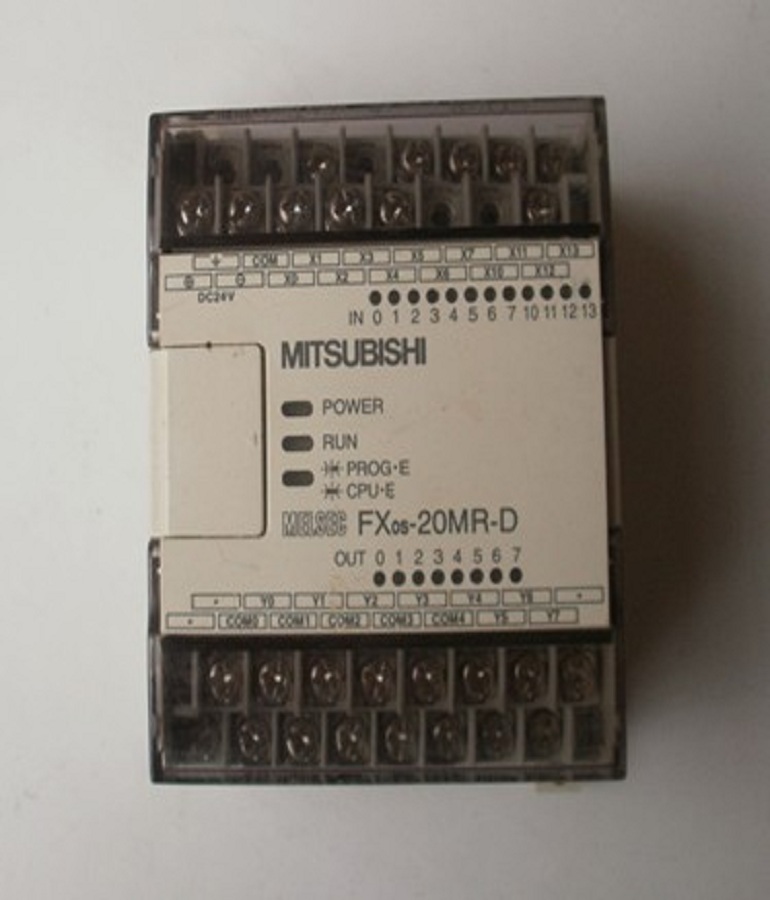 ⏚ COM X1 X3 X5 X7 X11 X13
⊕ ⊖ X0 X2 X4 X6 X10 X12
DC24V
IN 0 1 2 3 4 5 6 7 10 11 12 13
MITSUBISHI
POWER
RUN
PROG·E
CPU·E
MELSEC FX0S-20MR-D
OUT 0 1 2 3 4 5 6 7
• Y0 Y1 Y2 Y3 Y4 Y6 •
• COM0 COM1 COM2 COM3 COM4 Y5 Y7